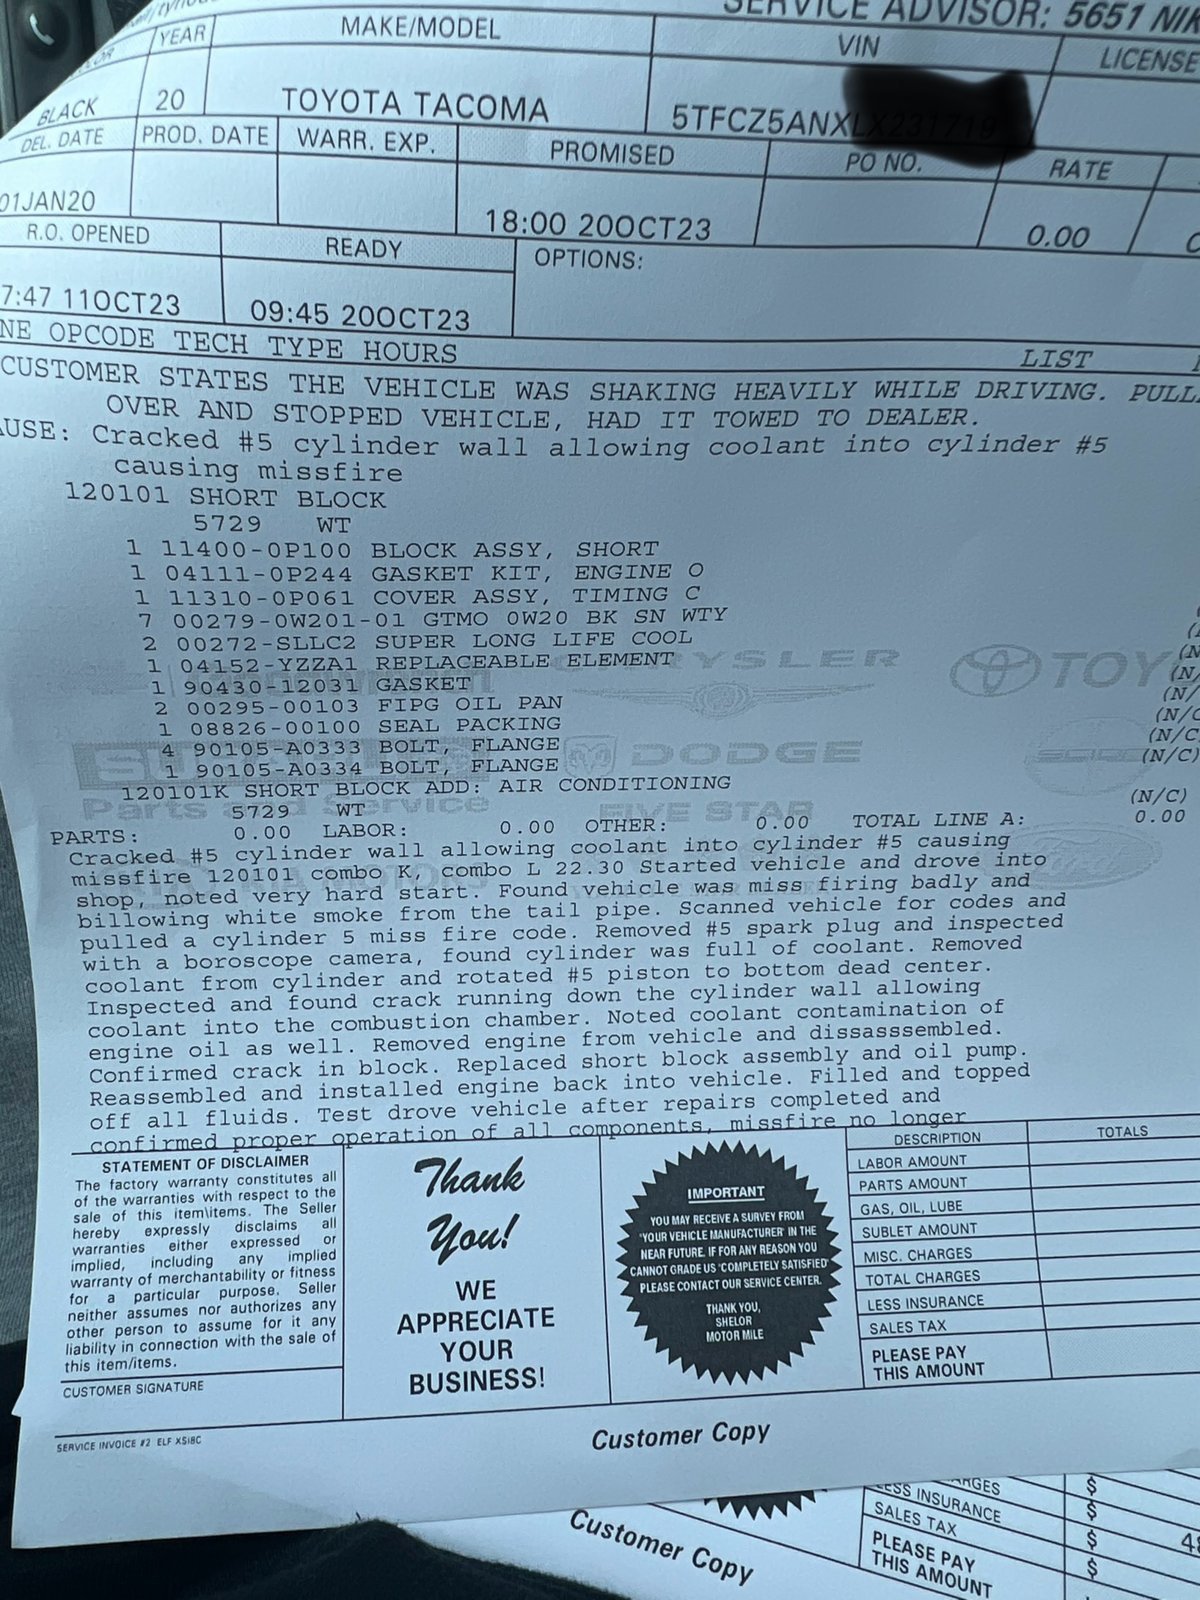 SERVICE ADVISOR: 5651
YEAR MAKE/MODEL VIN LICENSE
BLACK 20 TOYOTA TACOMA 5TFCZ5ANX
DEL. DATE PROD. DATE WARR. EXP. PROMISED PO NO. RATE
01JAN20 18:00 20OCT23 0.00
R.O. OPENED READY OPTIONS:
7:47 11OCT23 09:45 20OCT23
NE OPCODE TECH TYPE HOURS LIST
CUSTOMER STATES THE VEHICLE WAS SHAKING HEAVILY WHILE DRIVING. PULL
OVER AND STOPPED VEHICLE, HAD IT TOWED TO DEALER.
AUSE: Cracked #5 cylinder wall allowing coolant into cylinder #5
causing missfire
120101 SHORT BLOCK
5729 WT
1 11400-0P100 BLOCK ASSY, SHORT
1 04111-0P244 GASKET KIT, ENGINE O
1 11310-0P061 COVER ASSY, TIMING C
7 00279-0W201-01 GTMO 0W20 BK SN WTY
2 00272-SLLC2 SUPER LONG LIFE COOL
1 04152-YZZA1 REPLACEABLE ELEMENT (N
1 90430-12031 GASKET (N/
2 00295-00103 FIPG OIL PAN (N/
1 08826-00100 SEAL PACKING (N/C
4 90105-A0333 BOLT, FLANGE (N/C
1 90105-A0334 BOLT, FLANGE (N/C)
120101K SHORT BLOCK ADD: AIR CONDITIONING
5729 WT (N/C)
PARTS: 0.00 LABOR: 0.00 OTHER: 0.00 TOTAL LINE A: 0.00
CHRYSLER TOYO
DODGE
Parts and Service FIVE STAR
Cracked #5 cylinder wall allowing coolant into cylinder #5 causing
missfire 120101 combo K, combo L 22.30 Started vehicle and drove into
shop, noted very hard start. Found vehicle was miss firing badly and
billowing white smoke from the tail pipe. Scanned vehicle for codes and
pulled a cylinder 5 miss fire code. Removed #5 spark plug and inspected
with a boroscope camera, found cylinder was full of coolant. Removed
coolant from cylinder and rotated #5 piston to bottom dead center.
Inspected and found crack running down the cylinder wall allowing
coolant into the combustion chamber. Noted coolant contamination of
engine oil as well. Removed engine from vehicle and dissasssembled.
Confirmed crack in block. Replaced short block assembly and oil pump.
Reassembled and installed engine back into vehicle. Filled and topped
off all fluids. Test drove vehicle after repairs completed and
confirmed proper operation of all components, missfire no longer
STATEMENT OF DISCLAIMER
The factory warranty constitutes all
of the warranties with respect to the
sale of this item\items. The Seller
hereby expressly disclaims all
warranties either expressed or
implied, including any implied
warranty of merchantability or fitness
for a particular purpose. Seller
neither assumes nor authorizes any
other person to assume for it any
liability in connection with the sale of
this item/items.
CUSTOMER SIGNATURE
Thank
You!
WE
APPRECIATE
YOUR
BUSINESS!
IMPORTANT
YOU MAY RECEIVE A SURVEY FROM
'YOUR VEHICLE MANUFACTURER' IN THE
NEAR FUTURE. IF FOR ANY REASON YOU
CANNOT GRADE US 'COMPLETELY SATISFIED'
PLEASE CONTACT OUR SERVICE CENTER.
THANK YOU,
SHELOR
MOTOR MILE
DESCRIPTION TOTALS
LABOR AMOUNT
PARTS AMOUNT
GAS, OIL, LUBE
SUBLET AMOUNT
MISC. CHARGES
TOTAL CHARGES
LESS INSURANCE
SALES TAX
PLEASE PAY
THIS AMOUNT
SERVICE INVOICE #2 ELF XSI8C
Customer Copy
Customer Copy
RGES $
ESS INSURANCE $
SALES TAX $ 48
PLEASE PAY $
THIS AMOUNT